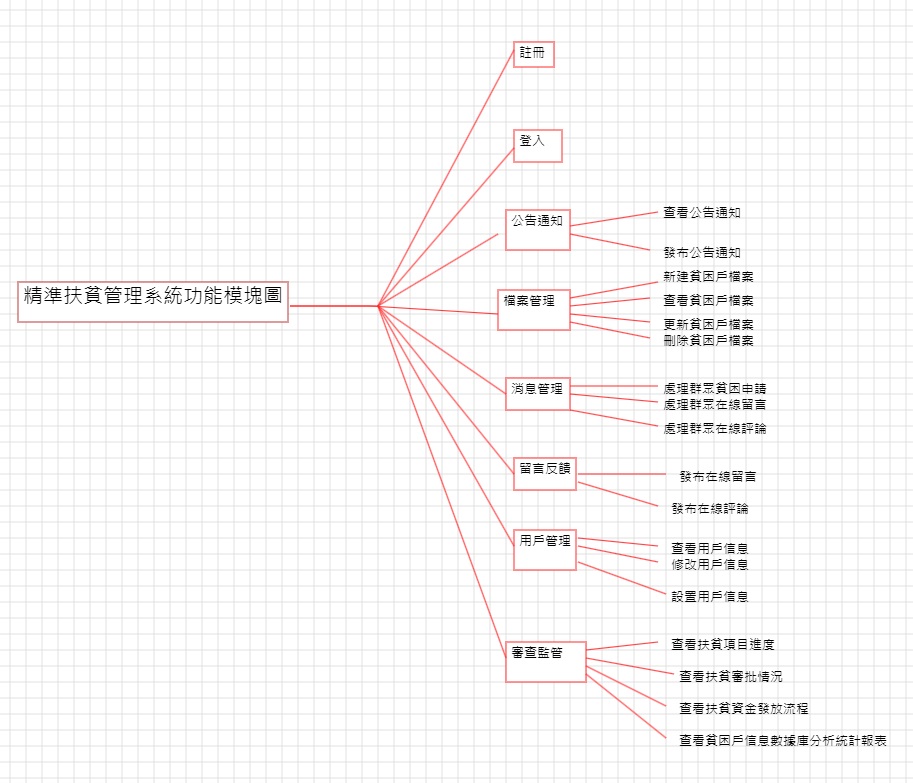 註冊
登入
公告通知
查看公告通知
發布公告通知
精準扶貧管理系統功能模塊圖
檔案管理
新建貧困戶檔案
查看貧困戶檔案
更新貧困戶檔案
刪除貧困戶檔案
消息管理
處理群眾貧困申請
處理群眾在線留言
處理群眾在線評論
留言反饋
發布在線留言
發布在線評論
用戶管理
查看用戶信息
修改用戶信息
設置用戶信息
審查監管
查看扶貧項目進度
查看扶貧審批情況
查看扶貧資金發放流程
查看貧困戶信息數據庫分析統計報表